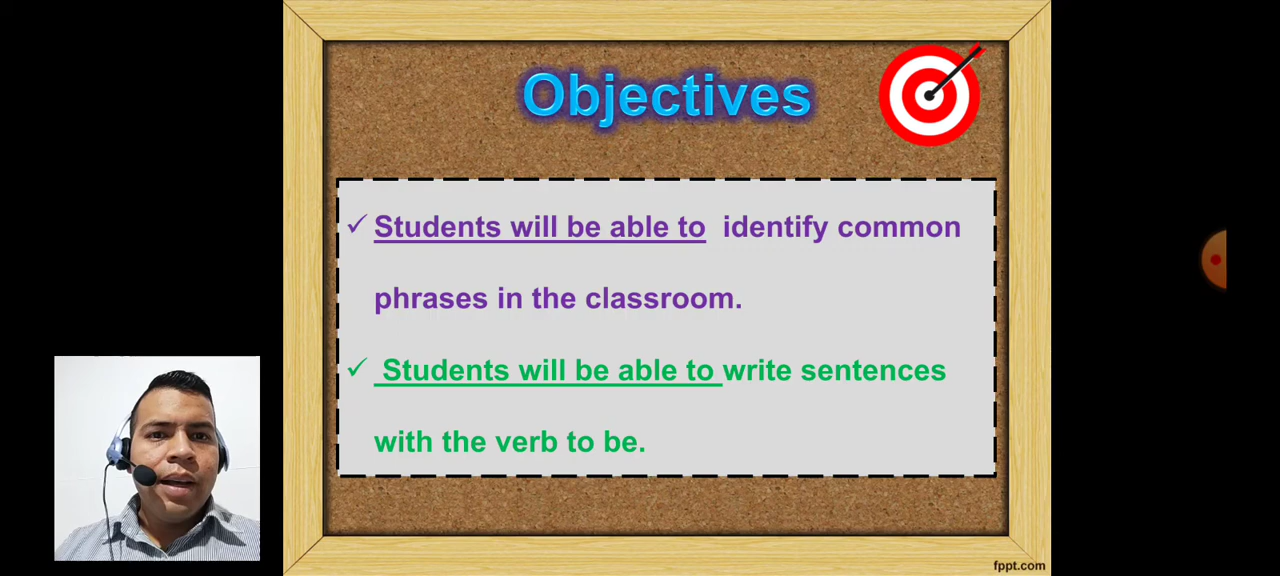 Objectives
Students will be able to identify common
phrases in the classroom.
Students will be able to write sentences
with the verb to be.
fppt.com